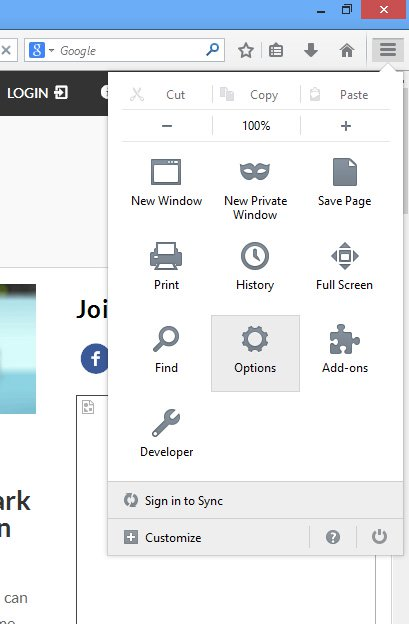 8
Google
LOGIN
Cut
Copy
Paste
100%
New Window
New Private
Window
Save Page
Print
History
Full Screen
Joi
Find
Options
Add-ons
f
Developer
ark
n
can
Sign in to Sync
Customize
?